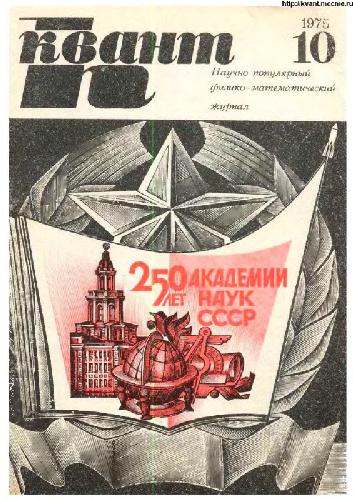 http://kvant.mccme.ru
квант
1975
10
Научно популярный
физико-математический
журнал
250 АКАДЕМИИ
ЛЕТ НАУК
СССР